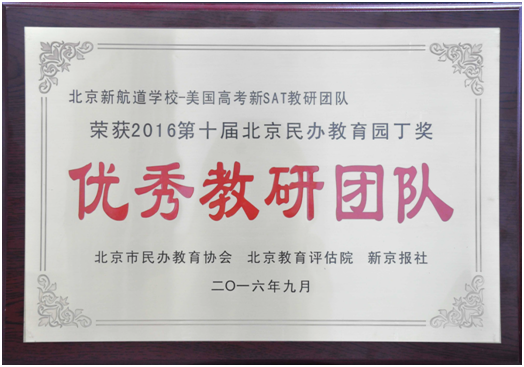 北京新航道学校-美国高考新SAT教研团队
荣获2016第十届北京民办教育园丁奖
优秀教研团队
北京市民办教育协会 北京教育评估院 新京报社
二〇一六年九月